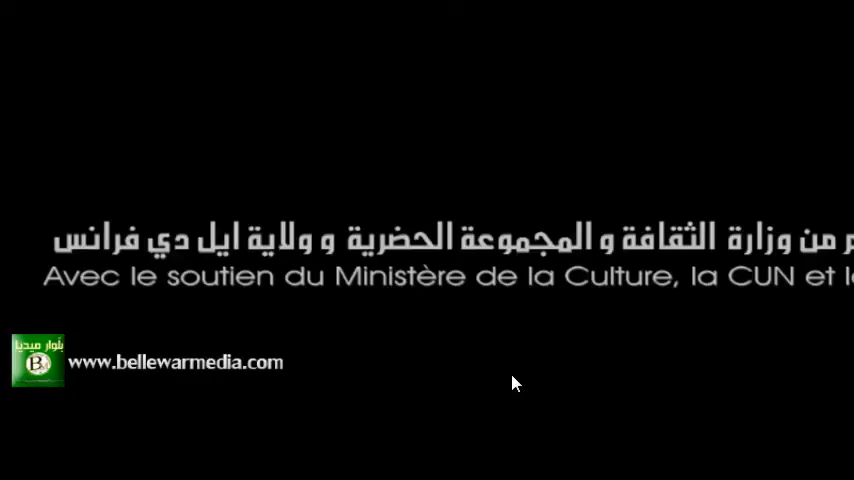 من وزارة الثقافة و المجموعة الحضرية و ولاية ايل دي فرانس
Avec le soutien du Ministère de la Culture, la CUN et
بلوار ميديا
B
www.bellewarmedia.com